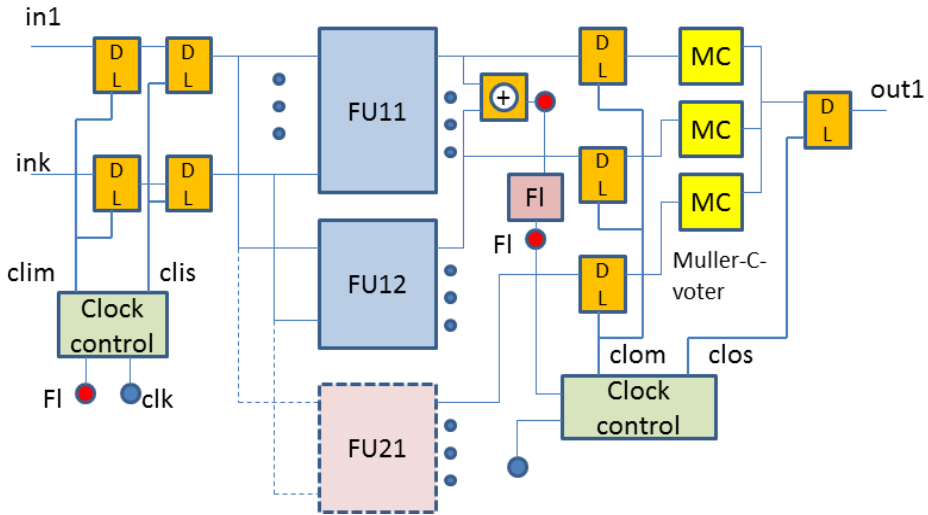 in1
D
L
D
L
FU11
D
L
MC
+
MC
D
L
out1
ink
D
L
D
L
D
L
Fl
MC
Fl
clim
clis
FU12
D
L
Muller-C-
voter
Clock
control
clom
clos
Fl
clk
Clock
control
FU21